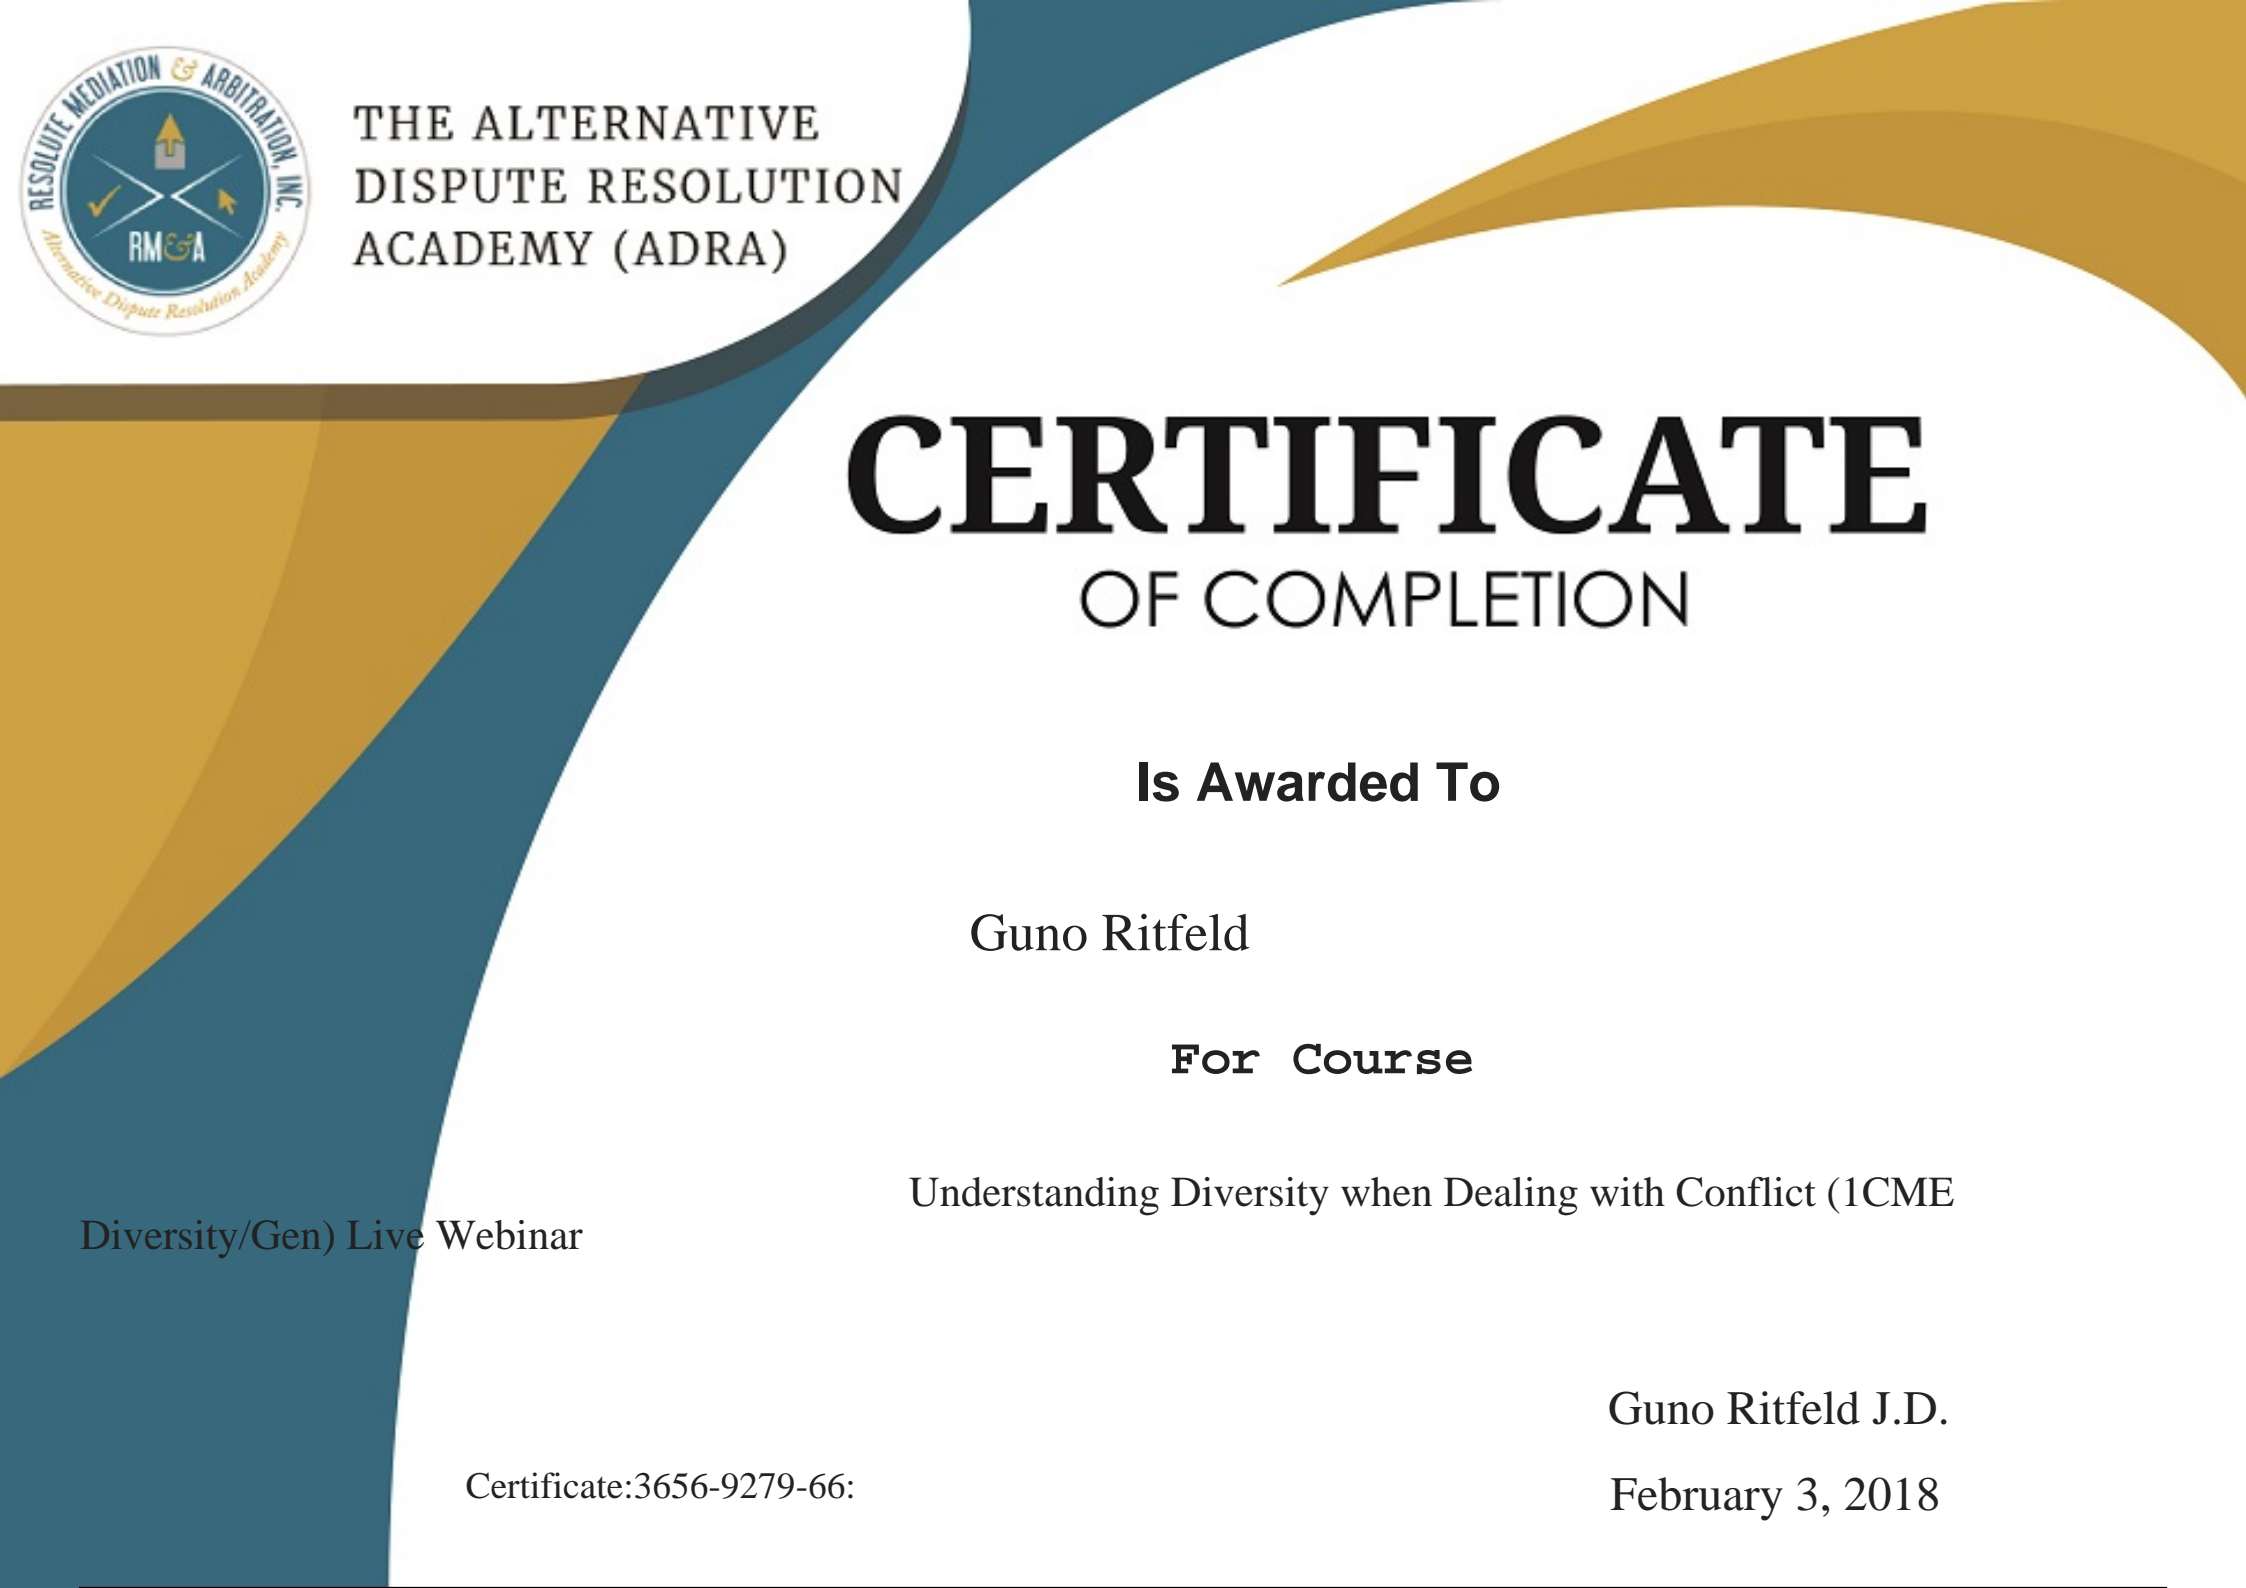 RESOLUTE MEDIATION & ARBITRATION, INC.
RM&A
Alternative Dispute Resolution Academy
THE ALTERNATIVE
DISPUTE RESOLUTION
ACADEMY (ADRA)
CERTIFICATE
OF COMPLETION
Is Awarded To
Guno Ritfeld
For Course
Understanding Diversity when Dealing with Conflict (1CME
Diversity/Gen) Live Webinar
Guno Ritfeld J.D.
Certificate:3656-9279-66:
February 3, 2018